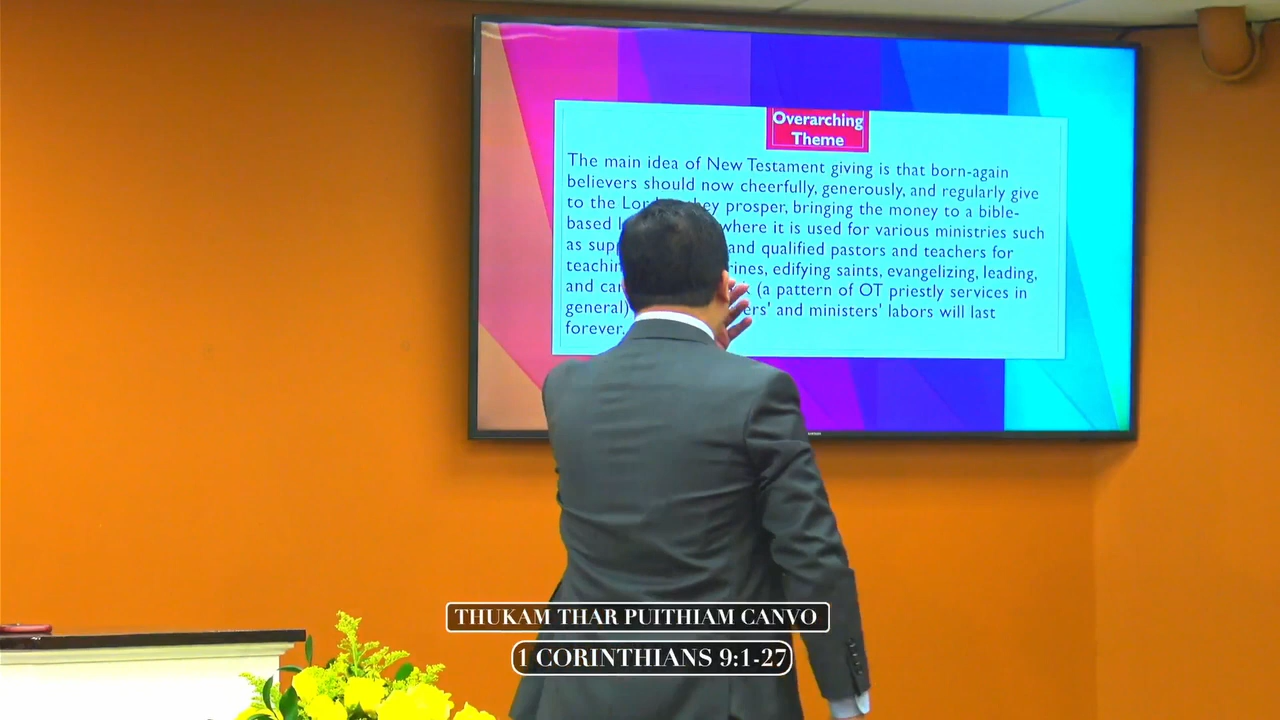 Overarching
Theme
The main idea of New Testament giving is that born-again
believers should now cheerfully, generously, and regularly give
to the they prosper, bringing the money to a bible-
based where it is used for various ministries such
as and qualified pastors and teachers for
edifying saints, evangelizing, leading,
and (a pattern of OT priestly services in
general) and ministers' labors will last
forever.
THUKAM THAR PUITHIAM CANVO
1 CORINTHIANS 9:1-27